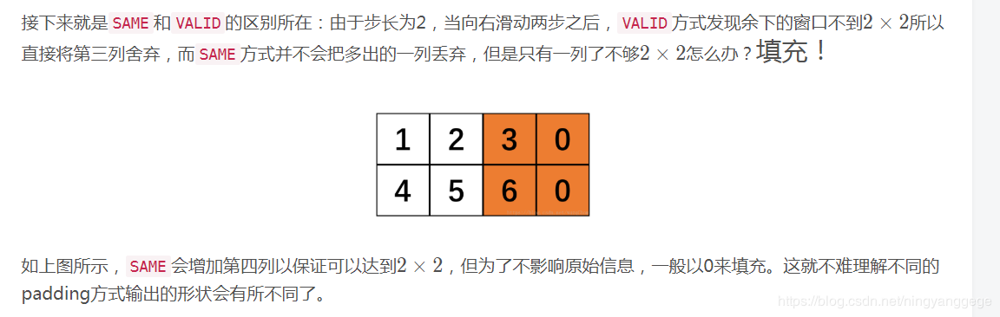 接下来就是 SAME 和 VALID 的区别所在：由于步长为2，当向右滑动两步之后， VALID 方式发现余下的窗口不到2 × 2所以
直接将第三列舍弃，而 SAME 方式并不会把多出的一列丢弃，但是只有一列了不够2 × 2怎么办？填充！
1 2 3 0
4 5 6 0
如上图所示， SAME 会增加第四列以保证可以达到2 × 2，但为了不影响原始信息，一般以0来填充。这就不难理解不同的
padding方式输出的形状会有所不同了。
https://blog.csdn.net/ningyanggege